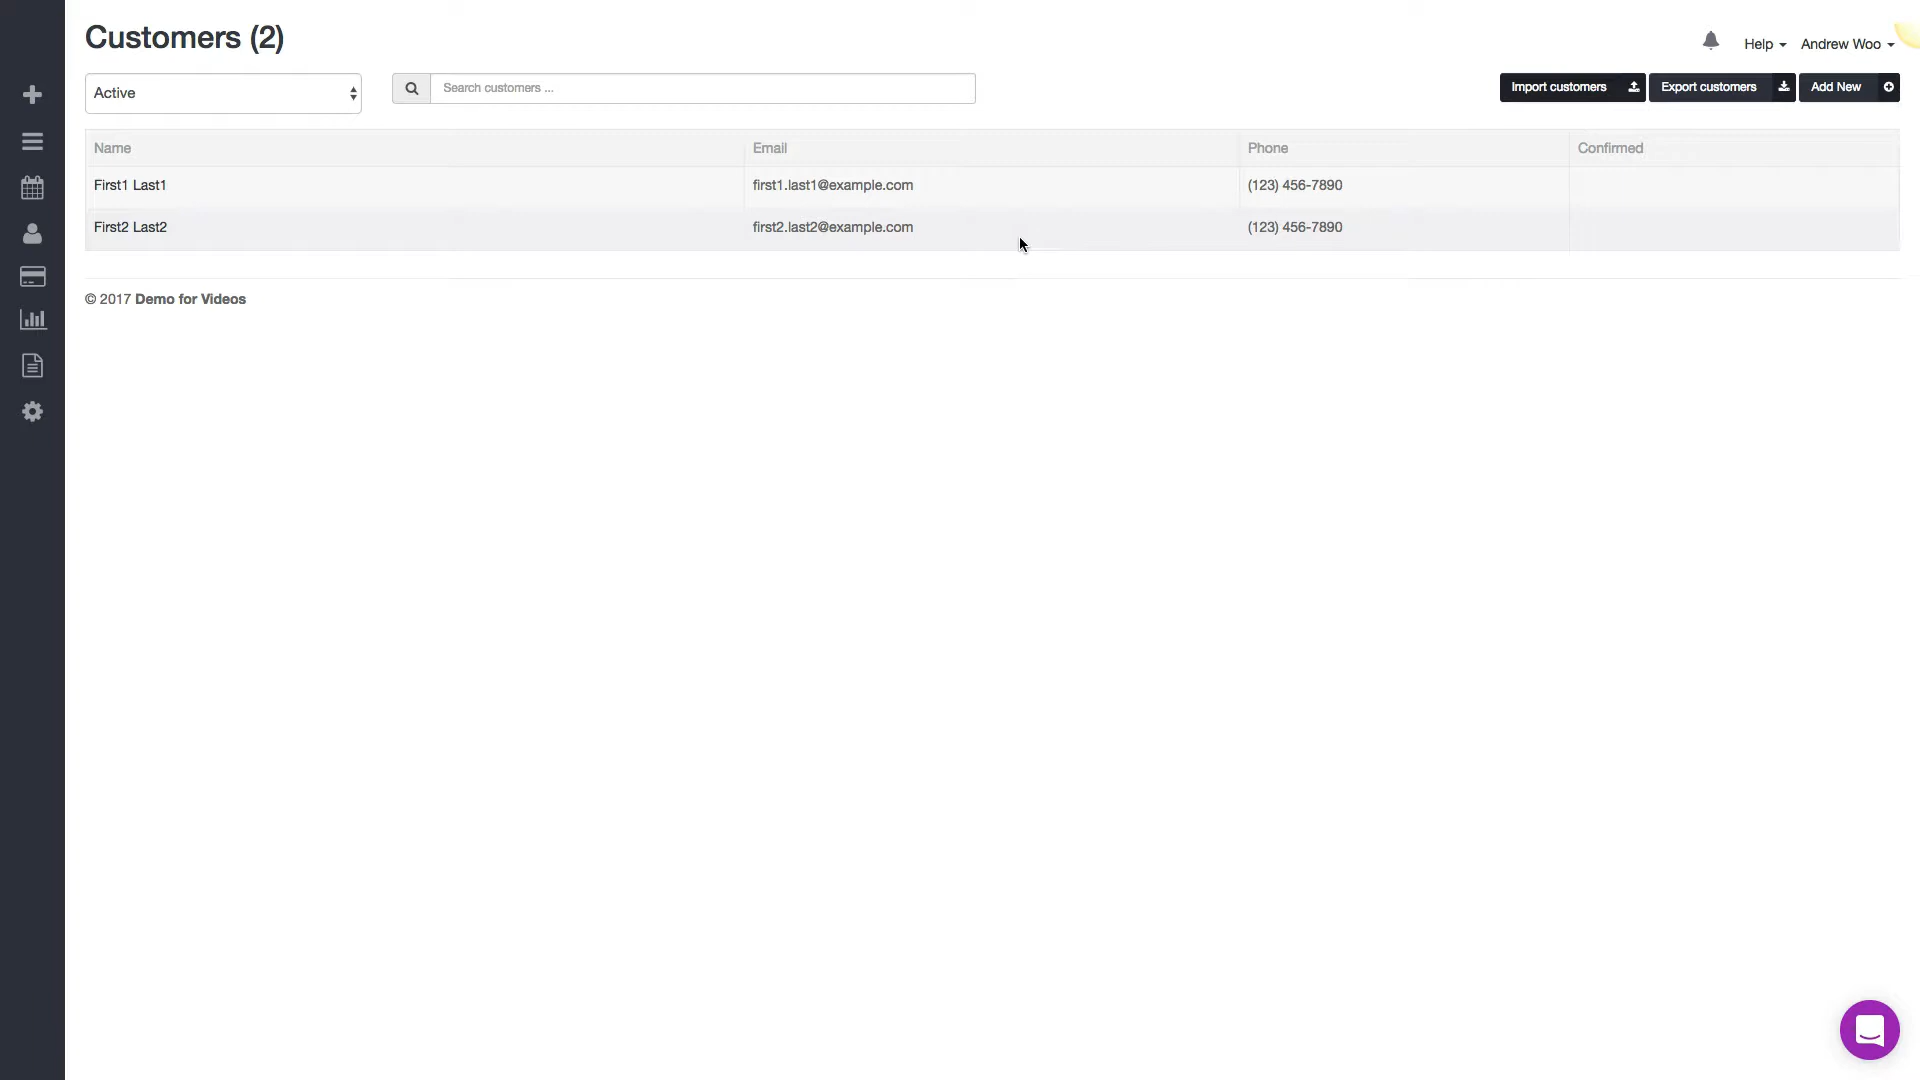 Customers (2)
Help
Andrew Woo
Active
Search customers ...
Import customers
Export customers
Add New
Name Email Phone Confirmed
First1 Last1 first1.last1@example.com (123) 456-7890
First2 Last2 first2.last2@example.com (123) 456-7890
© 2017 Demo for Videos